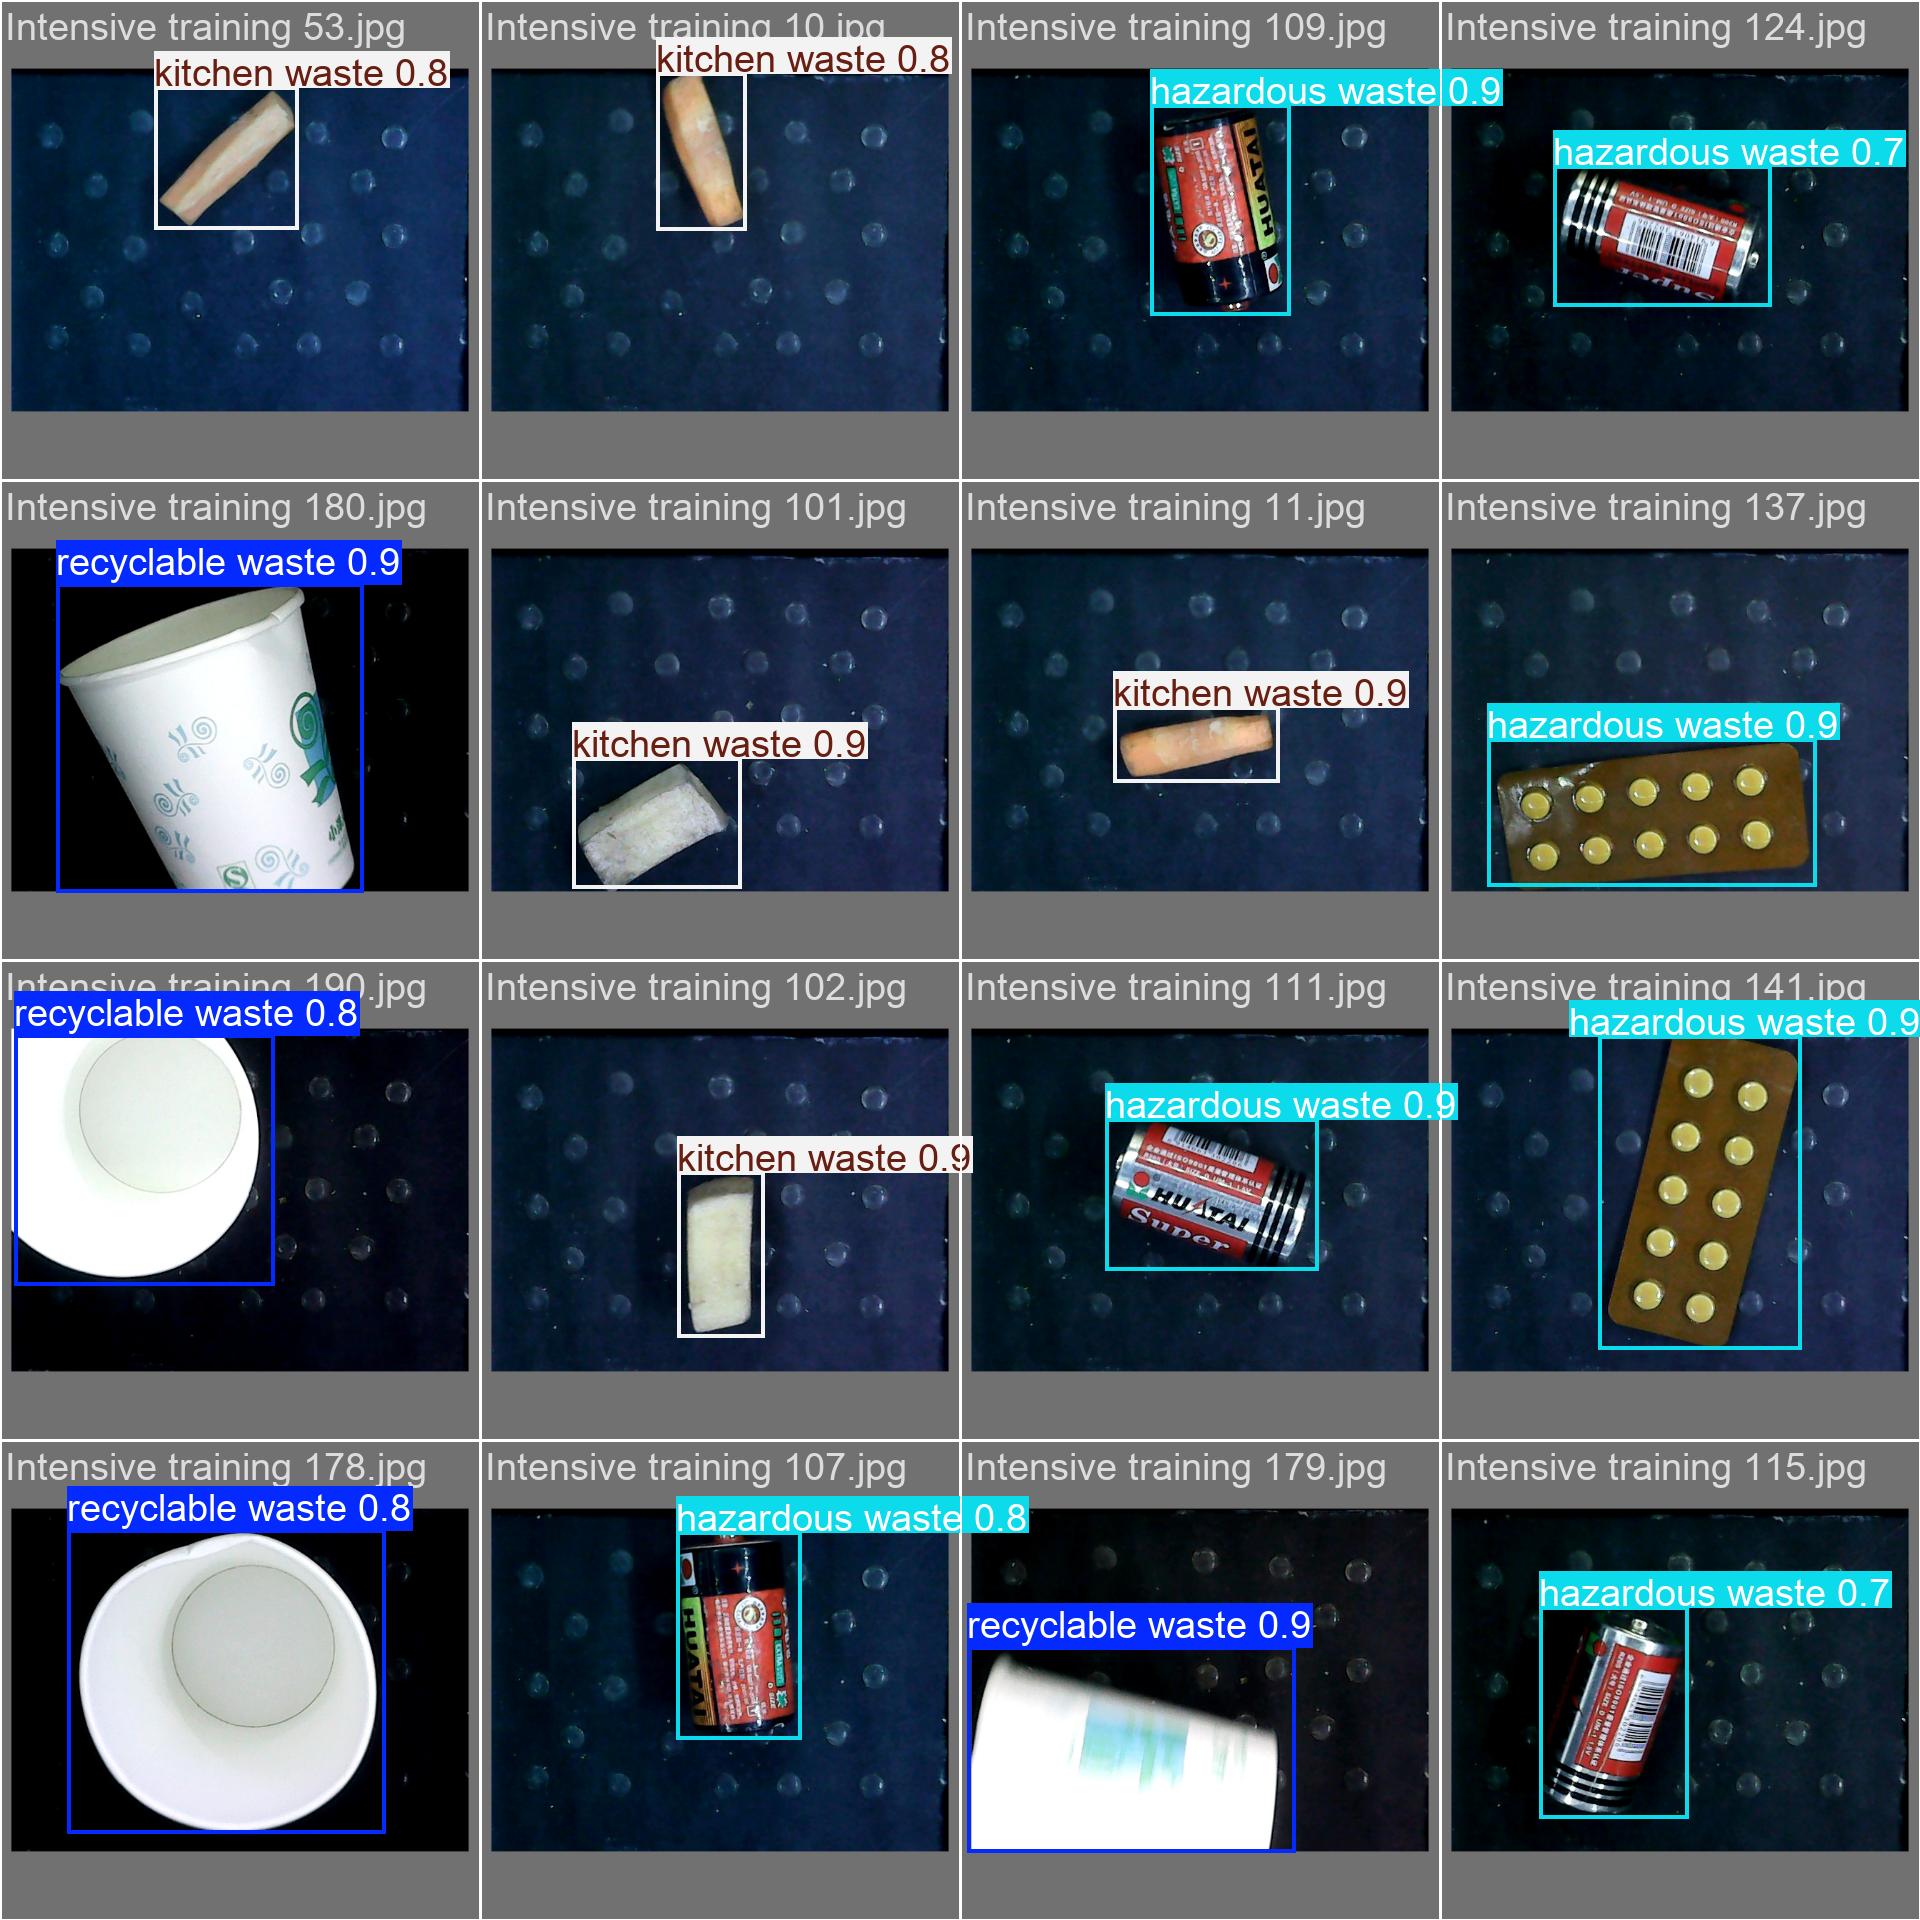 Intensive training 53.jpg
kitchen waste 0.8
Intensive training 10.jpg
kitchen waste 0.8
Intensive training 109.jpg
hazardous waste 0.9
HUATAI
Intensive training 124.jpg
hazardous waste 0.7
Super
Intensive training 180.jpg
recyclable waste 0.9
S
Intensive training 101.jpg
kitchen waste 0.9
Intensive training 11.jpg
kitchen waste 0.9
Intensive training 137.jpg
hazardous waste 0.9
Intensive training 190.jpg
recyclable waste 0.8
Intensive training 102.jpg
kitchen waste 0.9
Intensive training 111.jpg
hazardous waste 0.9
HUATAI
Super
Intensive training 141.jpg
hazardous waste 0.9
Intensive training 178.jpg
recyclable waste 0.8
Intensive training 107.jpg
hazardous waste 0.8
HUATAI
Intensive training 179.jpg
recyclable waste 0.9
Intensive training 115.jpg
hazardous waste 0.7